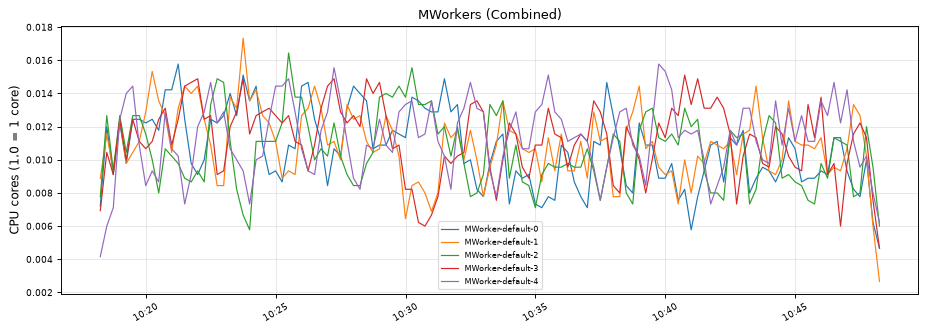 MWorkers (Combined)
CPU cores (1.0 = 1 core)
0.018
0.016
0.014
0.012
0.010
0.008
0.006
0.004
0.002
MWorker-default-0
MWorker-default-1
MWorker-default-2
MWorker-default-3
MWorker-default-4
10:20
10:25
10:30
10:35
10:40
10:45